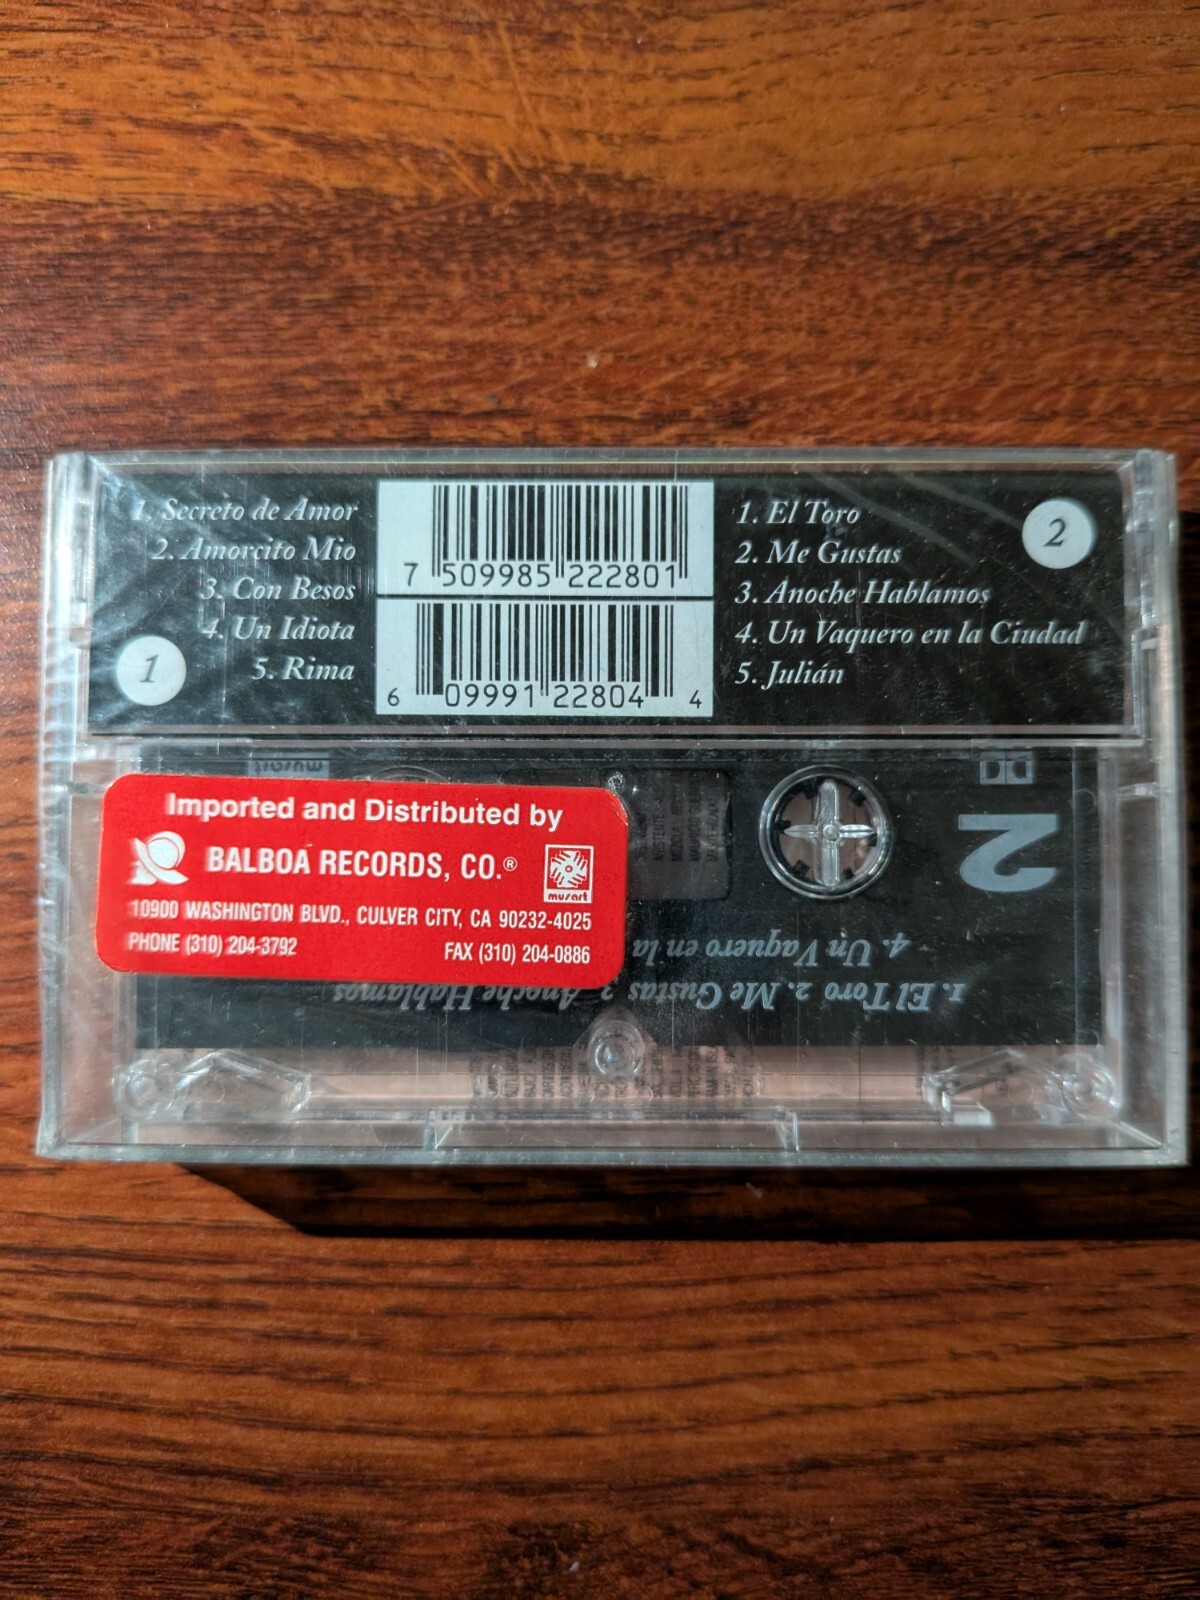 1. Secreto de Amor
2. Amorcito Mio
3. Con Besos
4. Un Idiota
5. Rima
1
7 509985 222801
6 09991 22804 4
1. El Toro
2. Me Gustas
3. Anoche Hablamos
4. Un Vaquero en la Ciudad
5. Julián
2
musart
Imported and Distributed by
BALBOA RECORDS, CO.®
musart
10900 WASHINGTON BLVD., CULVER CITY, CA 90232-4025
PHONE (310) 204-3792
FAX (310) 204-0886
2
4. Un Vaquero en la
1. El Toro 2. Me Gustas 3. Anoche Hablamos